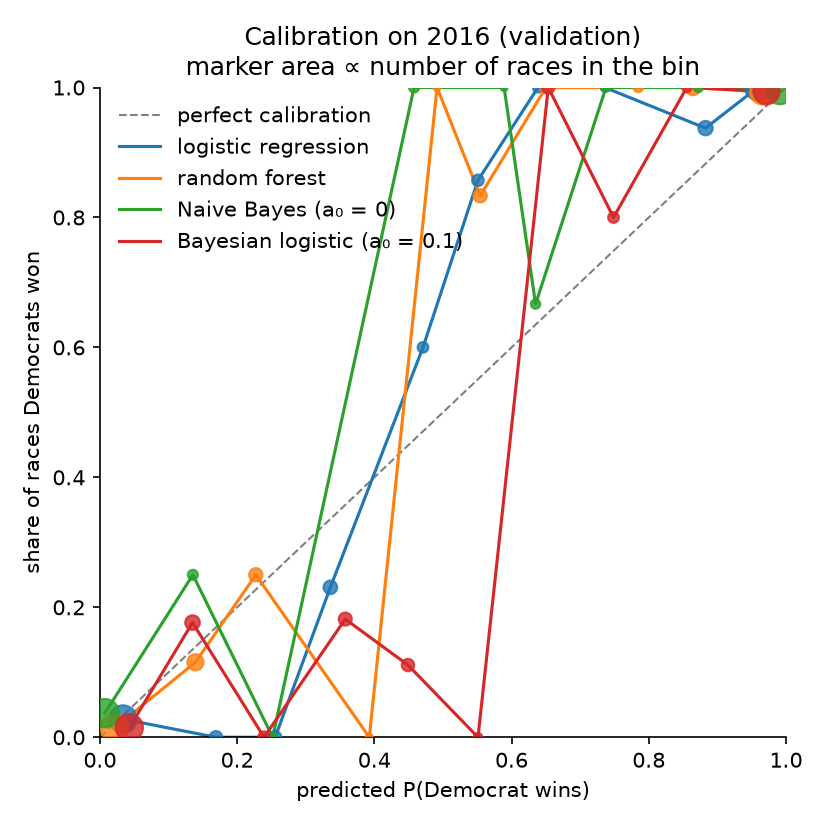 Calibration on 2016 (validation)
marker area ∝ number of races in the bin
perfect calibration
logistic regression
random forest
Naive Bayes (a₀ = 0)
Bayesian logistic (a₀ = 0.1)
share of races Democrats won
1.0
0.8
0.6
0.4
0.2
0.0
0.0 0.2 0.4 0.6 0.8 1.0
predicted P(Democrat wins)